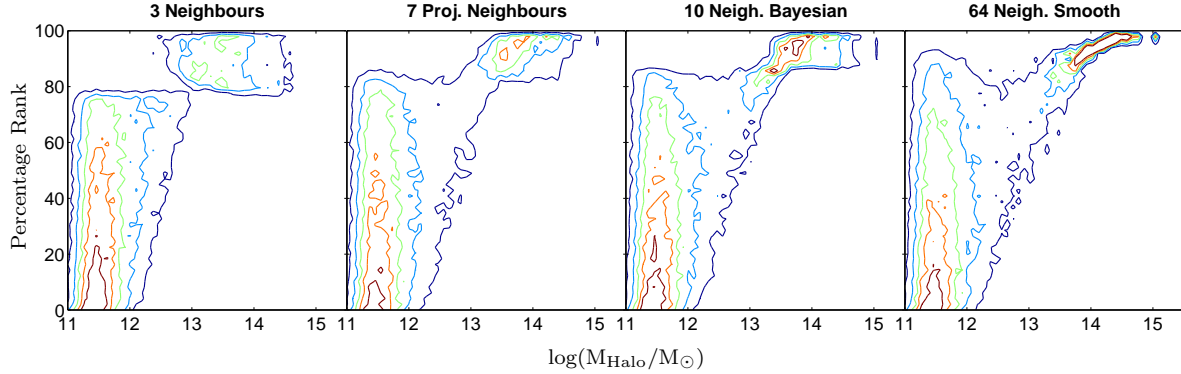 3 Neighbours 7 Proj. Neighbours 10 Neigh. Bayesian 64 Neigh. Smooth
100
80
60
40
20
0
Percentage Rank
11 12 13 14 15 11 12 13 14 15 11 12 13 14 15 11 12 13 14 15
log(M_Halo/M_⊙)